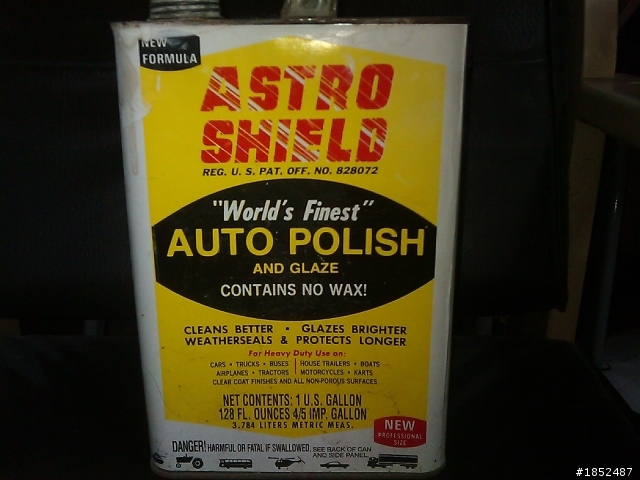 NEW
FORMULA
ASTRO
SHIELD
REG. U. S. PAT. OFF. NO. 828072
"World's Finest"
AUTO POLISH
AND GLAZE
CONTAINS NO WAX!
CLEANS BETTER • GLAZES BRIGHTER
WEATHERSEALS & PROTECTS LONGER
For Heavy Duty Use on:
CARS • TRUCKS • BUSES | HOUSE TRAILERS • BOATS
AIRPLANES • TRACTORS | MOTORCYCLES • KARTS
CLEAR COAT FINISHES AND ALL NON-POROUS SURFACES
NET CONTENTS: 1 U.S. GALLON
128 FL. OUNCES 4/5 IMP. GALLON
3.784 LITERS METRIC MEAS.
NEW
PROFESSIONAL
SIZE
DANGER! HARMFUL OR FATAL IF SWALLOWED. SEE BACK OF CAN
AND SIDE PANEL.
#1852487